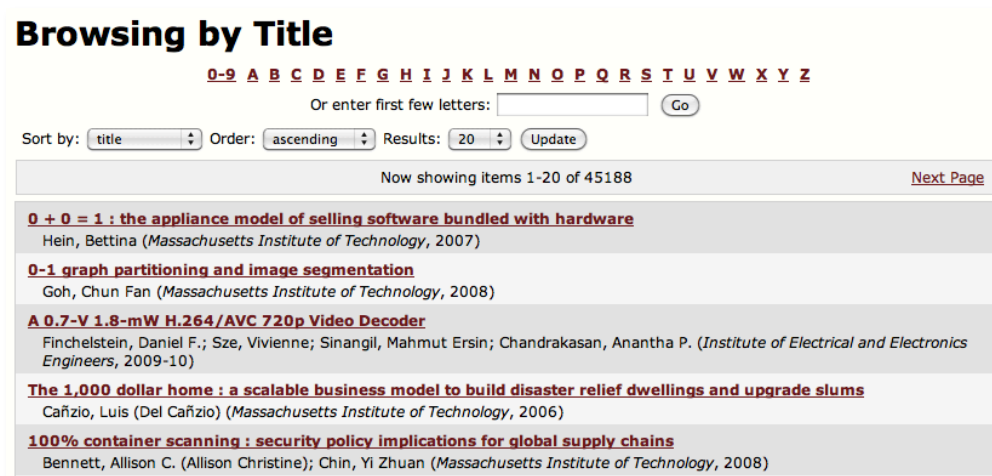 Browsing by Title
0-9 A B C D E F G H I J K L M N O P Q R S T U V W X Y Z
Or enter first few letters: Go
Sort by: title Order: ascending Results: 20 Update
Now showing items 1-20 of 45188 Next Page
0 + 0 = 1 : the appliance model of selling software bundled with hardware
Hein, Bettina (Massachusetts Institute of Technology, 2007)
0-1 graph partitioning and image segmentation
Goh, Chun Fan (Massachusetts Institute of Technology, 2008)
A 0.7-V 1.8-mW H.264/AVC 720p Video Decoder
Finchelstein, Daniel F.; Sze, Vivienne; Sinangil, Mahmut Ersin; Chandrakasan, Anantha P. (Institute of Electrical and Electronics
Engineers, 2009-10)
The 1,000 dollar home : a scalable business model to build disaster relief dwellings and upgrade slums
Cañzio, Luis (Del Cañzio) (Massachusetts Institute of Technology, 2006)
100% container scanning : security policy implications for global supply chains
Bennett, Allison C. (Allison Christine); Chin, Yi Zhuan (Massachusetts Institute of Technology, 2008)